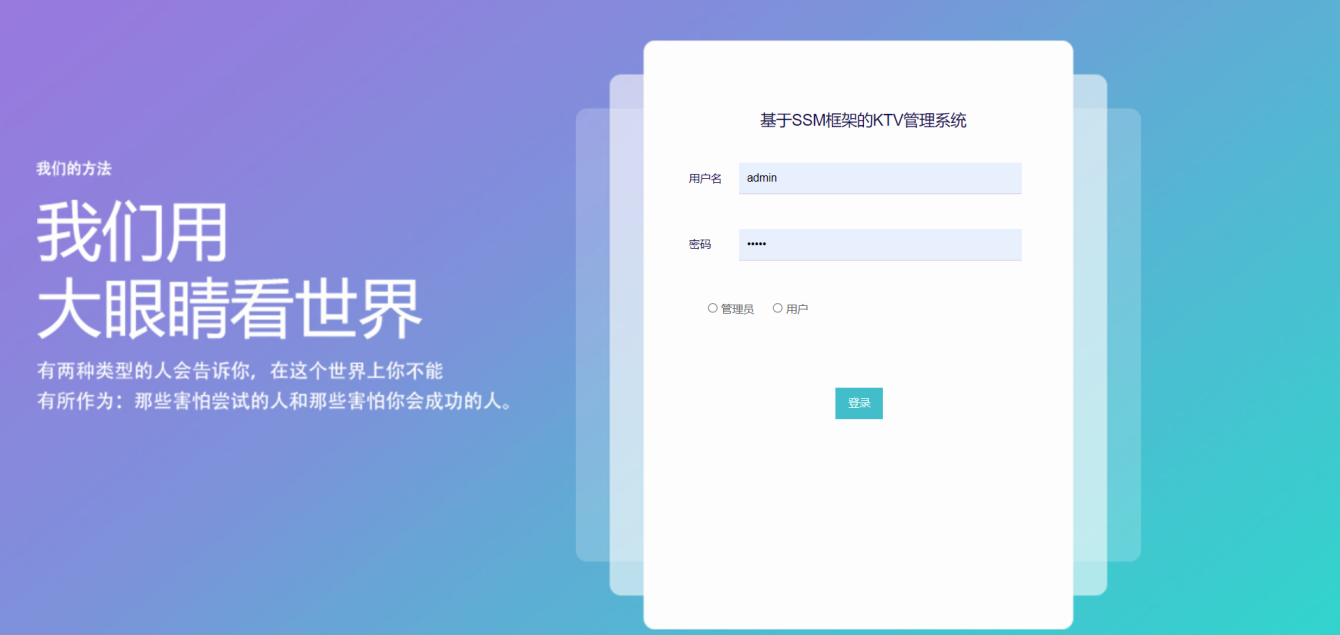 我们的方法
我们用
大眼睛看世界
有两种类型的人会告诉你，在这个世界上你不能
有所作为：那些害怕尝试的人和那些害怕你会成功的人。
基于SSM框架的KTV管理系统
用户名 admin
密码 •••••
管理员 用户
登录